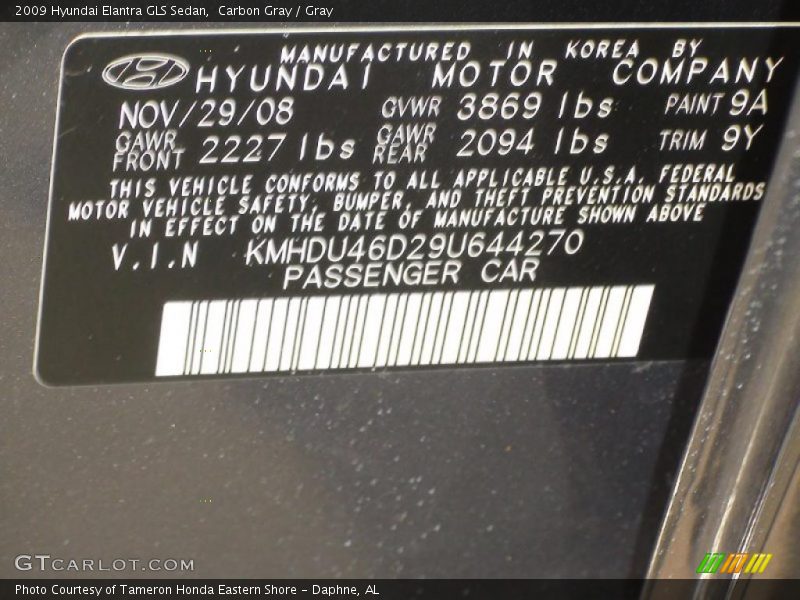 2009 Hyundai Elantra GLS Sedan,  Carbon Gray / Gray
MANUFACTURED IN KOREA BY
HYUNDAI MOTOR COMPANY
NOV/29/08 GVWR 3869 lbs PAINT 9A
GAWR FRONT 2227 lbs GAWR REAR 2094 lbs TRIM 9Y
THIS VEHICLE CONFORMS TO ALL APPLICABLE U.S.A. FEDERAL
MOTOR VEHICLE SAFETY, BUMPER, AND THEFT PREVENTION STANDARDS
IN EFFECT ON THE DATE OF MANUFACTURE SHOWN ABOVE
V.I.N KMHDU46D29U644270
PASSENGER CAR
GTCARLOT.COM
Photo Courtesy of Tameron Honda Eastern Shore – Daphne, AL